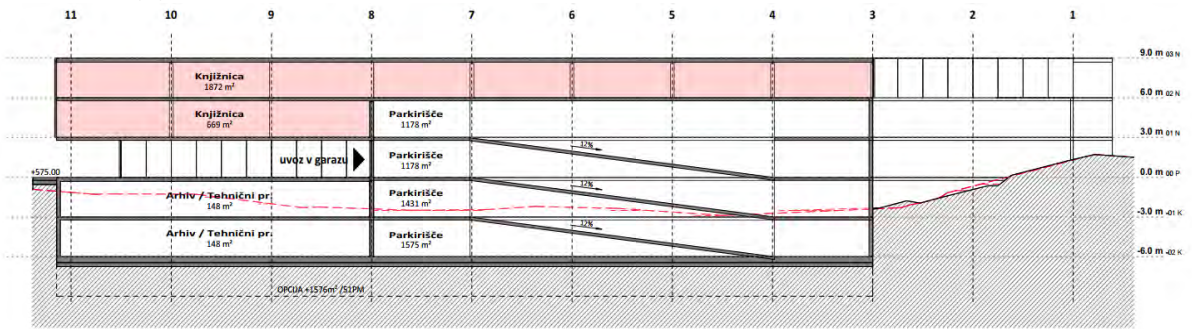 11 10 9 8 7 6 5 4 3 2 1
9.0 m 03 N
Knjižnica
1872 m²
6.0 m 02 N
Knjižnica
669 m²
Parkirišče
1178 m²
3.0 m 01 N
12%
uvoz v garazu
Parkirišče
1178 m²
+575.00
0.0 m 00 P
12%
Arhiv / Tehnični pr.
148 m²
Parkirišče
1431 m²
-3.0 m -01 K
12%
Arhiv / Tehnični pr.
148 m²
Parkirišče
1575 m²
-6.0 m -02 K
OPCIJA +1576m² /51PM